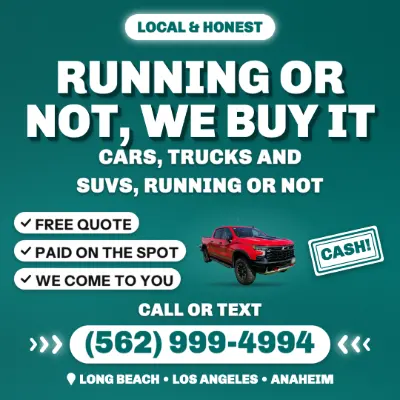 LOCAL & HONEST
RUNNING OR
NOT, WE BUY IT
CARS, TRUCKS AND
SUVS, RUNNING OR NOT
FREE QUOTE
PAID ON THE SPOT
WE COME TO YOU
CASH!
CALL OR TEXT
(562) 999-4994
LONG BEACH • LOS ANGELES • ANAHEIM